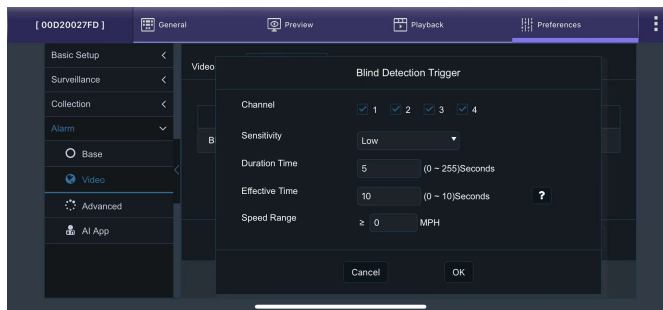 [ 00D20027FD ] General Preview Playback Preferences
Basic Setup
Video
Blind Detection Trigger
Surveillance
Collection
Channel 1 2 3 4
Alarm
Sensitivity Low
B
Base
Duration Time 5 (0 ~ 255)Seconds
Video
Effective Time 10 (0 ~ 10)Seconds ?
Advanced
Speed Range ≥ 0 MPH
AI App
Cancel OK